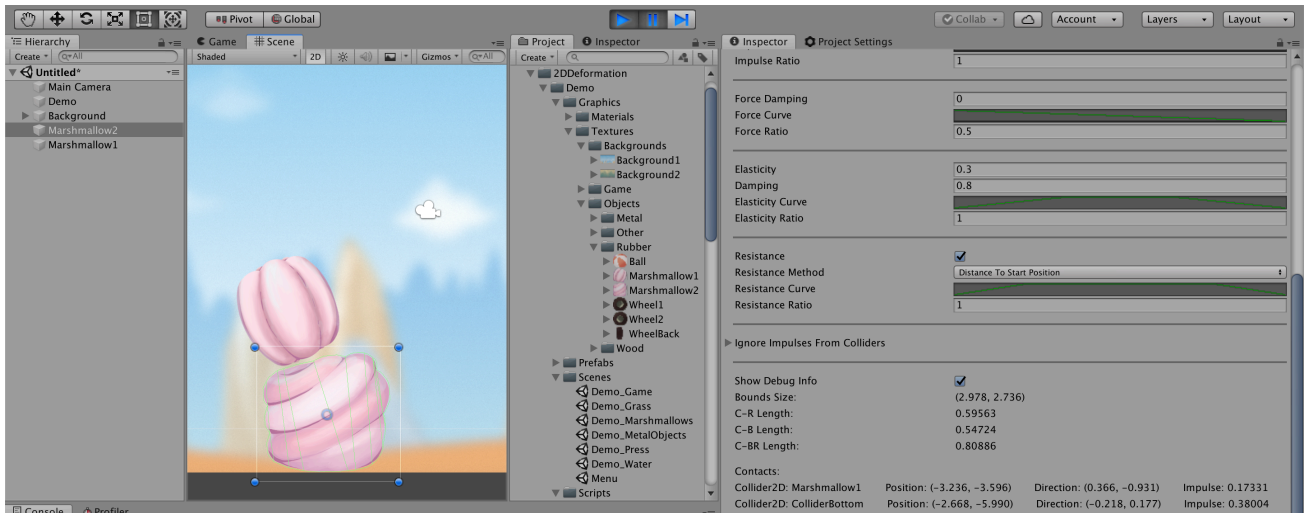 Pivot Global Collab Account Layers Layout
Hierarchy
Create All
Untitled*
Main Camera
Demo
Background
Marshmallow2
Marshmallow1
Game Scene
Shaded 2D Gizmos All
Project Inspector
Create
2DDeformation
Demo
Graphics
Materials
Textures
Backgrounds
Background1
Background2
Game
Objects
Metal
Other
Rubber
Ball
Marshmallow1
Marshmallow2
Wheel1
Wheel2
WheelBack
Wood
Prefabs
Scenes
Demo_Game
Demo_Grass
Demo_Marshmallows
Demo_MetalObjects
Demo_Press
Demo_Water
Menu
Scripts
Inspector Project Settings
Impulse Ratio 1
Force Damping 0
Force Curve
Force Ratio 0.5
Elasticity 0.3
Damping 0.8
Elasticity Curve
Elasticity Ratio 1
Resistance
Resistance Method Distance To Start Position
Resistance Curve
Resistance Ratio 1
Ignore Impulses From Colliders
Show Debug Info
Bounds Size: (2.978, 2.736)
C-R Length: 0.59563
C-B Length: 0.54724
C-BR Length: 0.80886
Contacts:
Collider2D: Marshmallow1 Position: (-3.236, -3.596) Direction: (0.366, -0.931) Impulse: 0.17331
Collider2D: ColliderBottom Position: (-2.668, -5.990) Direction: (-0.218, 0.177) Impulse: 0.38004
Console Profiler